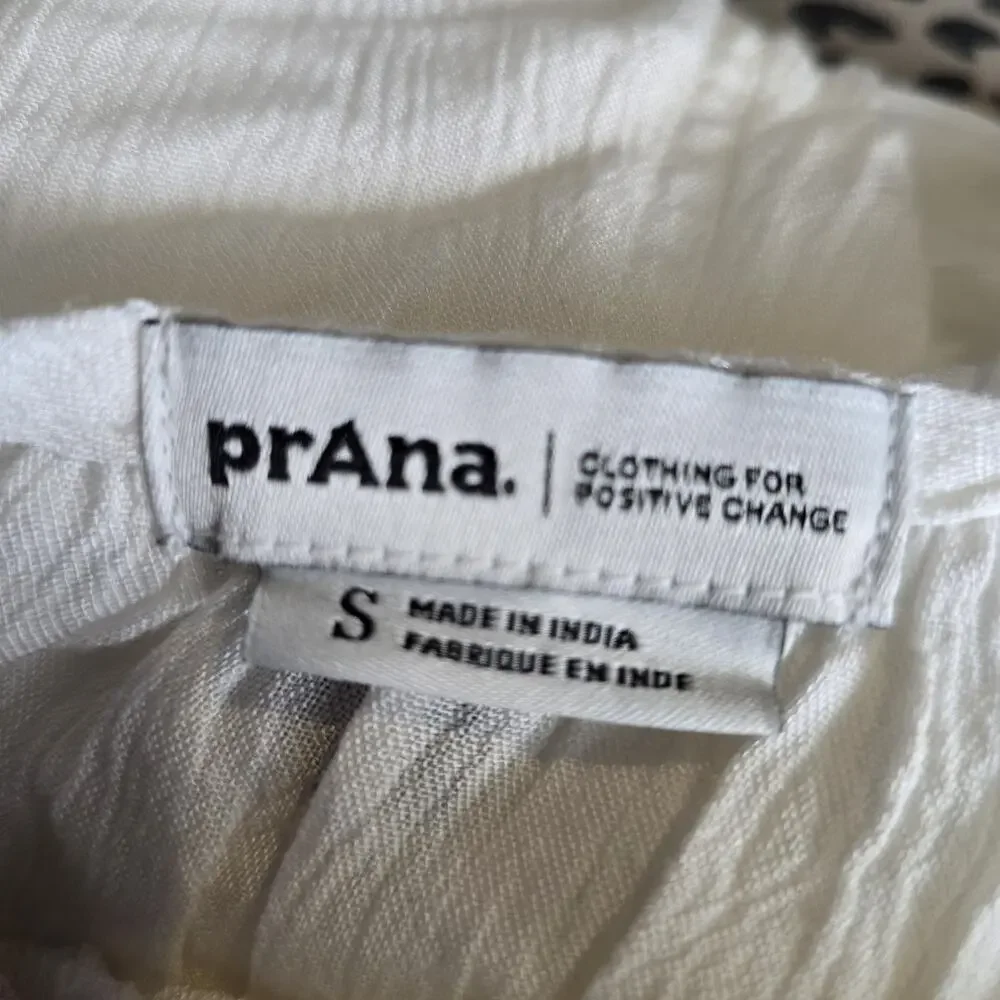 prAna.
CLOTHING FOR
POSITIVE CHANGE
S
MADE IN INDIA
FABRIQUE EN INDE